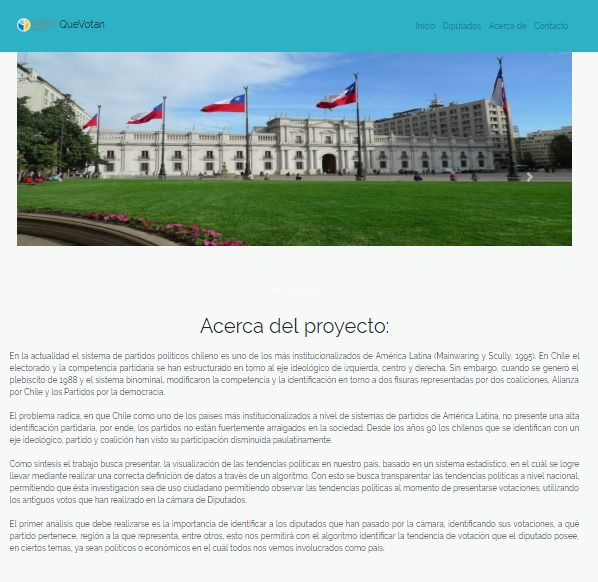 QueVotan
Inicio Diputados Acerca de Contacto
Acerca del proyecto:
En la actualidad el sistema de partidos políticos chileno es uno de los más institucionalizados de América Latina (Mainwaring y Scully, 1995). En Chile el
electorado y la competencia partidaria se han estructurado en torno al eje ideológico de izquierda, centro y derecha. Sin embargo, cuando se generó el
plebiscito de 1988 y el sistema binominal, modificaron la competencia y la identificación en torno a dos fisuras representadas por dos coaliciones, Alianza
por Chile y los Partidos por la democracia.
El problema radica, en que Chile como uno de los países más institucionalizados a nivel de sistemas de partidos de América Latina, no presente una alta
identificación partidaria, por ende, los partidos no están fuertemente arraigados en la sociedad. Desde los años 90 los chilenos que se identifican con un
eje ideológico, partido y coalición han visto su participación disminuida paulatinamente.
Como síntesis el trabajo busca presentar, la visualización de las tendencias políticas en nuestro país, basado en un sistema estadístico, en el cuál se logre
llevar mediante realizar una correcta definición de datos a través de un algoritmo. Con esto se busca transparentar las tendencias políticas a nivel nacional,
permitiendo que ésta investigación sea de uso ciudadano permitiendo observar las tendencias políticas al momento de presentarse votaciones, utilizando
los antiguos votos que han realizado en la cámara de Diputados.
El primer análisis que debe realizarse es la importancia de identificar a los diputados que han pasado por la cámara, identificando sus votaciones, a qué
partido pertenece, región a la que representa, entre otros, esto nos permitirá con el algoritmo identificar la tendencia de votación que el diputado posee,
en ciertos temas, ya sean políticos o económicos en el cuál todos nos vemos involucrados como país.